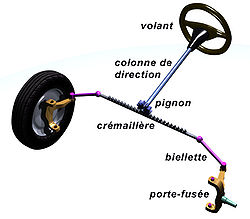 volant
colonne de
direction
pignon
crémaillère
biellette
porte-fusée